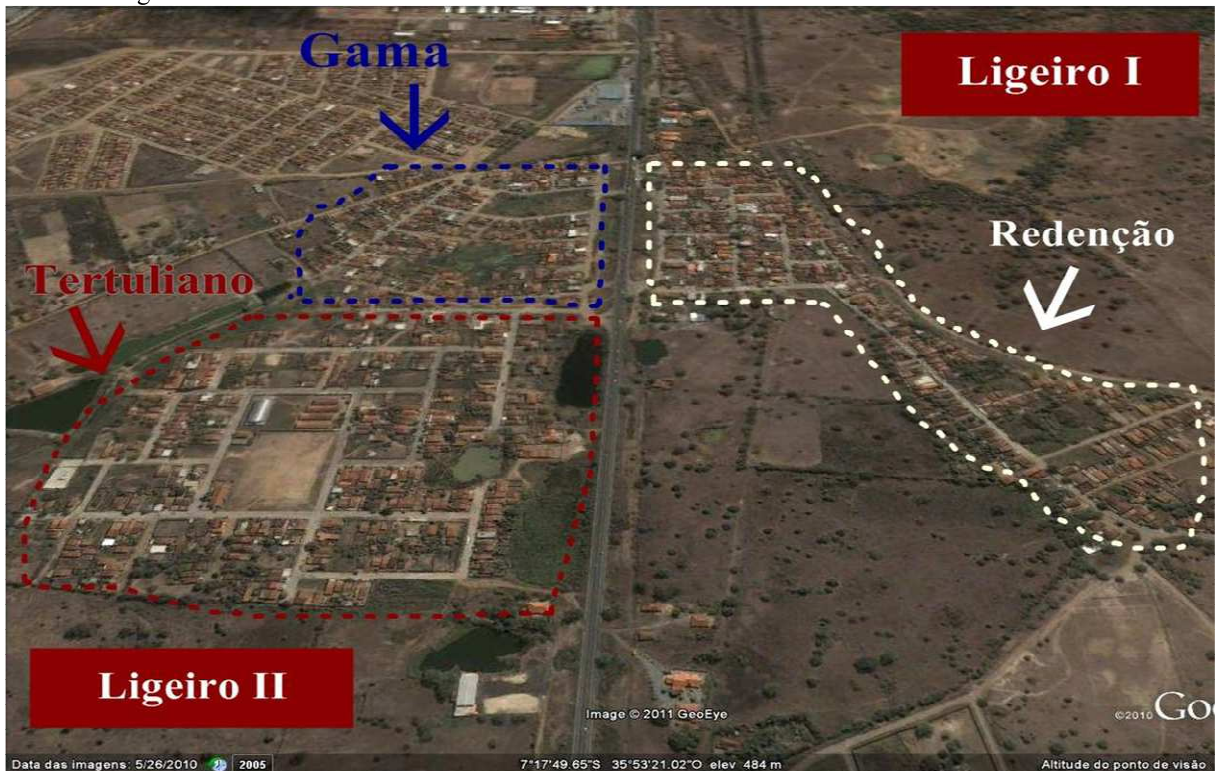 Gama
Ligeiro I
Redenção
Tertuliano
Ligeiro II
Image © 2011 GeoEye
©2010 Goo
Data das imagens: 5/26/2010 2005 7°17'49.65"S 35°53'21.02"O elev 484 m Altitude do ponto de visão